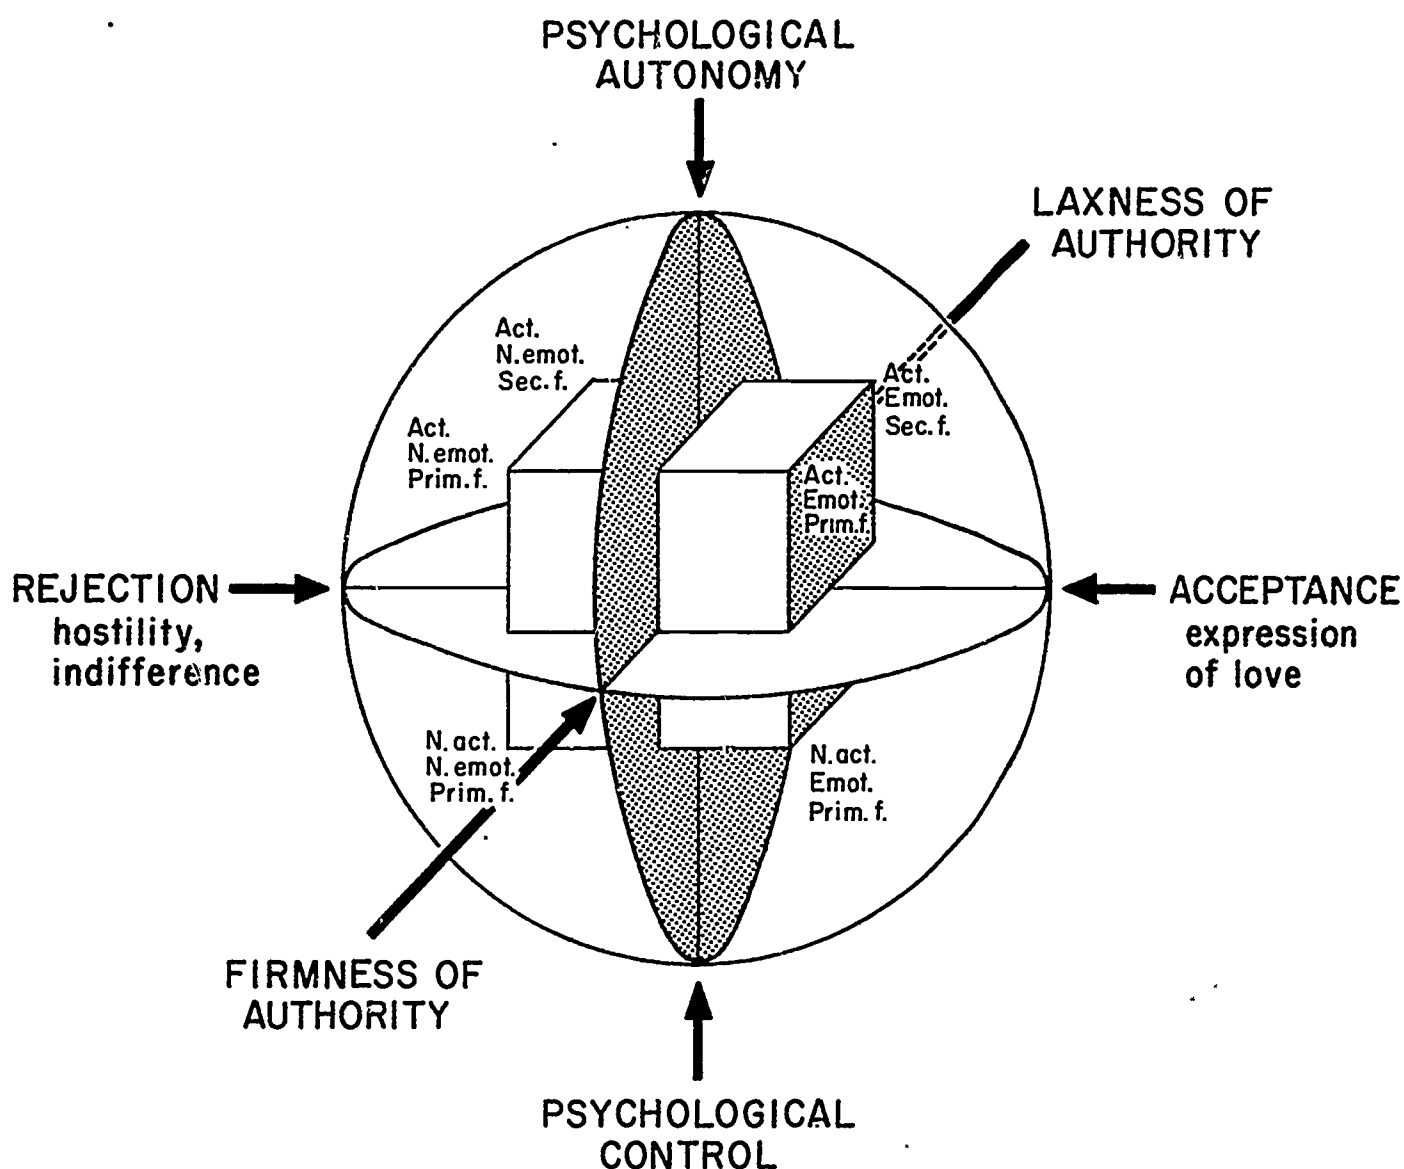 PSYCHOLOGICAL
AUTONOMY
LAXNESS OF
AUTHORITY
Act.
N.emot.
Sec.f.
Act.
Emot.
Sec.f.
Act.
N.emot.
Prim.f.
Act.
Emot.
Prim.f.
REJECTION
hostility,
indifference
ACCEPTANCE
expression
of love
N.act.
N.emot.
Prim.f.
N.act.
Emot.
Prim.f.
FIRMNESS OF
AUTHORITY
PSYCHOLOGICAL
CONTROL